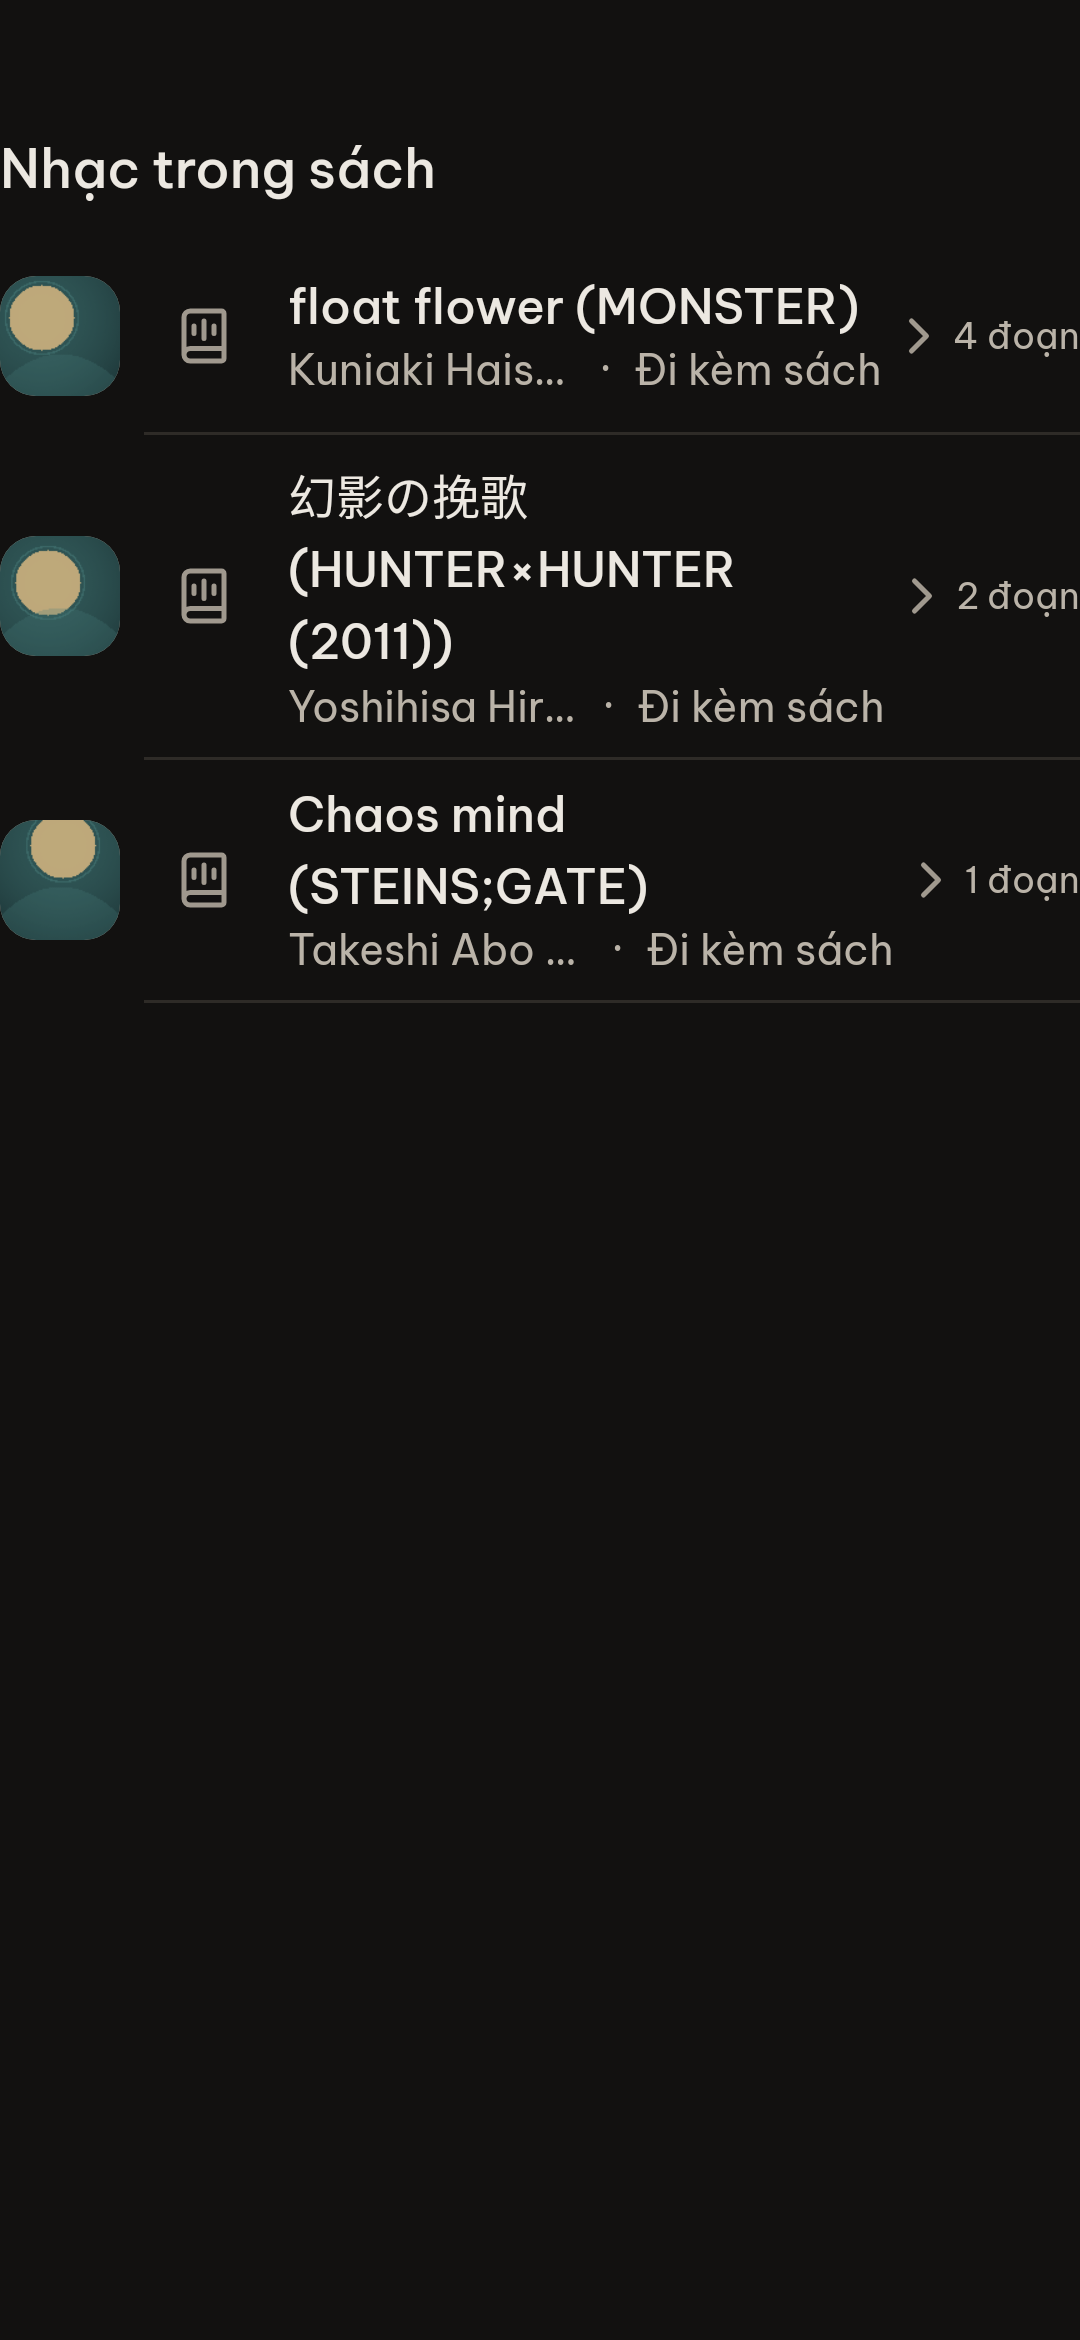 Nhạc trong sách
float flower (MONSTER)
Kuniaki Hais... · Đi kèm sách
4 đoạn
幻影の挽歌
(HUNTER×HUNTER
(2011))
Yoshihisa Hir... · Đi kèm sách
2 đoạn
Chaos mind
(STEINS;GATE)
Takeshi Abo ... · Đi kèm sách
1 đoạn